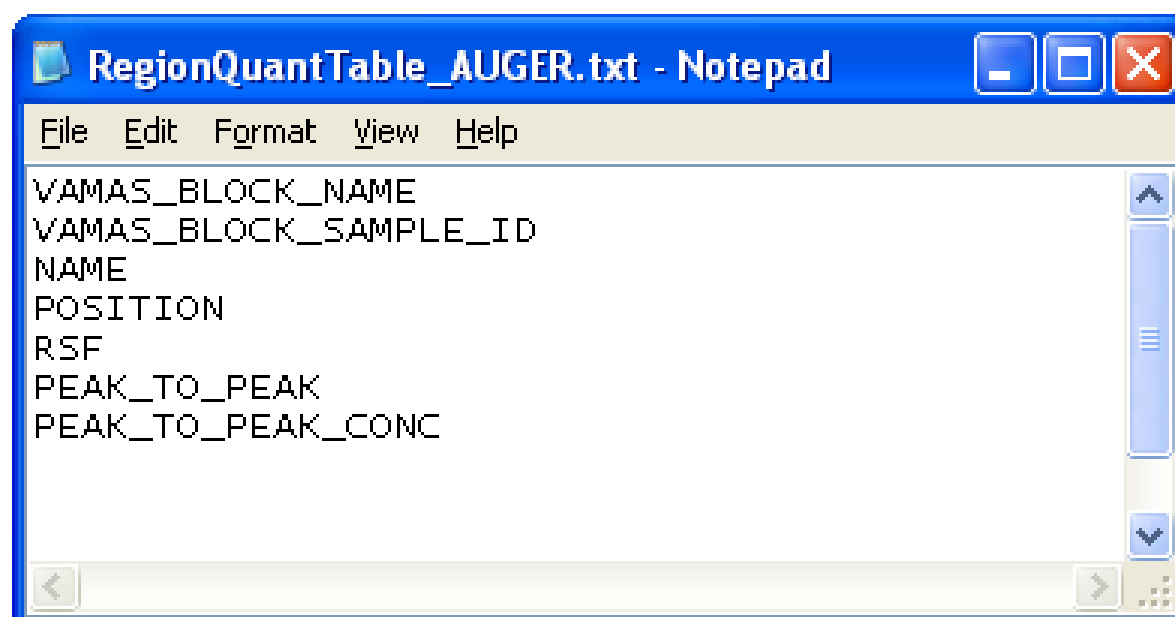 RegionQuantTable_AUGER.txt - Notepad
File Edit Format View Help
VAMAS_BLOCK_NAME
VAMAS_BLOCK_SAMPLE_ID
NAME
POSITION
RSF
PEAK_TO_PEAK
PEAK_TO_PEAK_CONC